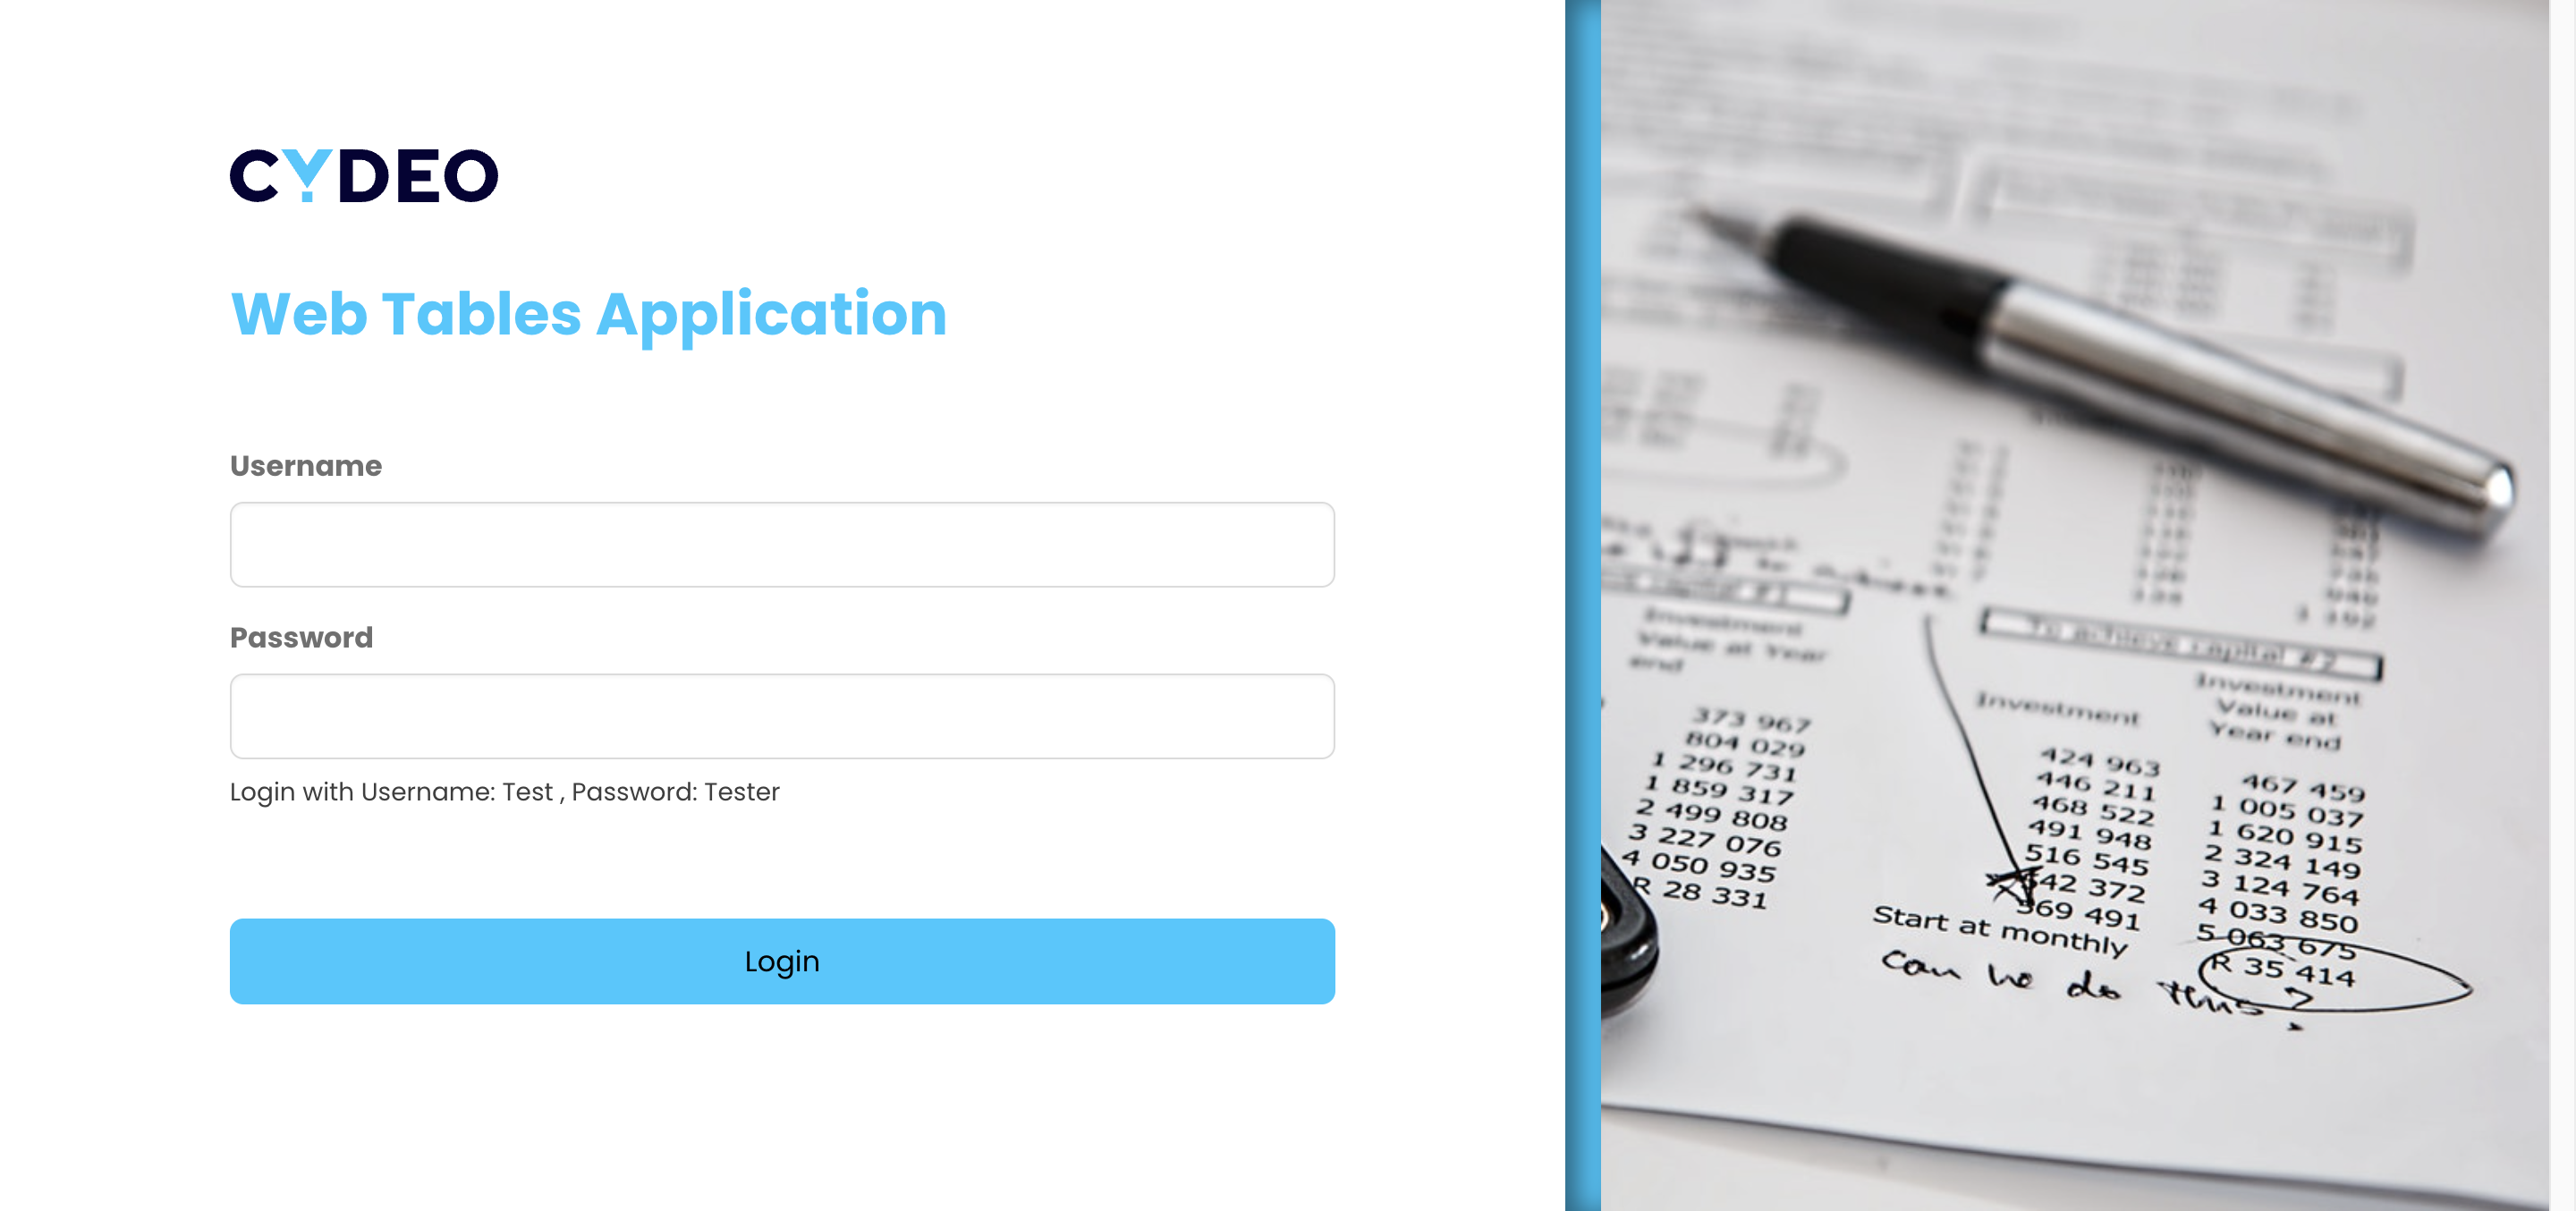 CYDEO
Web Tables Application
Username
Password
Login with Username: Test , Password: Tester
Login
Investment
Value at Year
end
373 967
804 029
1 296 731
1 859 317
2 499 808
3 227 076
4 050 935
R 28 331
To achieve capital #2
Investment
Investment
Value at
Year end
424 963
446 211
468 522
491 948
516 545
542 372
569 491
467 459
1 005 037
1 620 915
2 324 149
3 124 764
4 033 850
5 063 675
R 35 414
Start at monthly
can we do this?